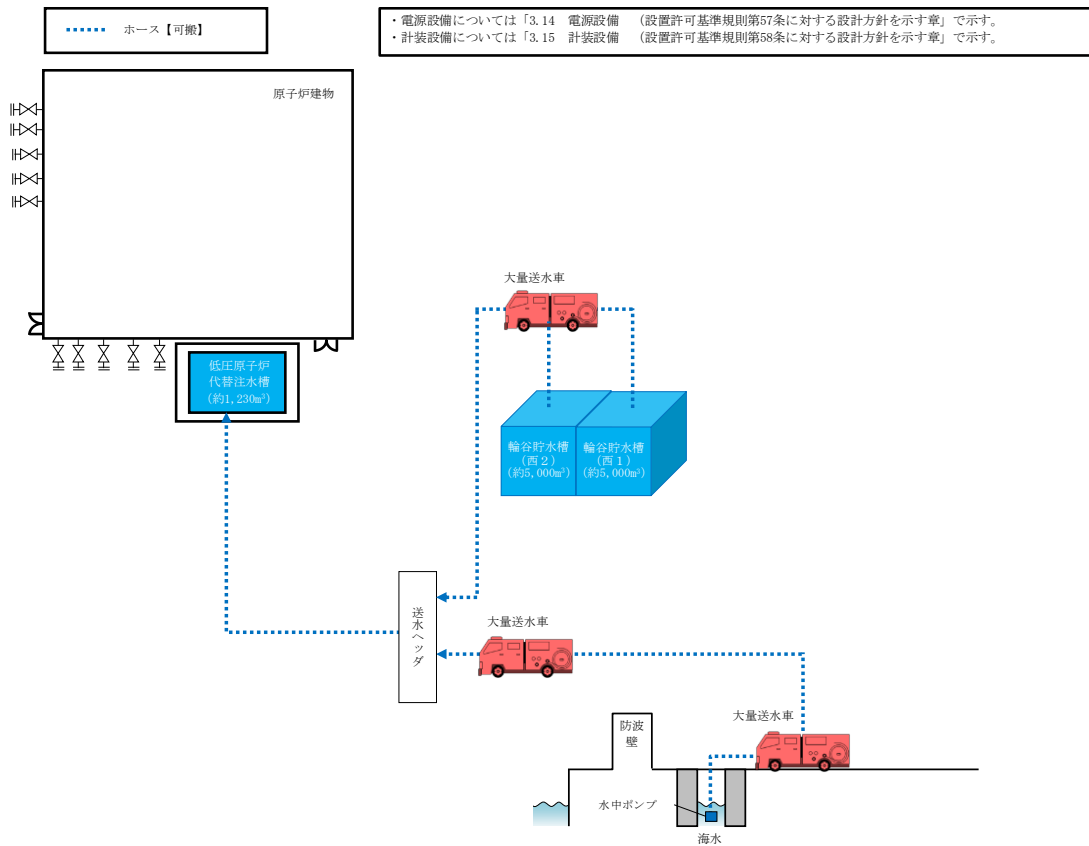 ホース【可搬】
・電源設備については「3.14　電源設備　（設置許可基準規則第57条に対する設計方針を示す章」で示す。
・計装設備については「3.15　計装設備　（設置許可基準規則第58条に対する設計方針を示す章」で示す。
原子炉建物
大量送水車
低圧原子炉
代替注水槽
(約1,230m³)
輪谷貯水槽
(西２)
(約5,000m³)
輪谷貯水槽
(西１)
(約5,000m³)
送水ヘッダ
大量送水車
大量送水車
防波
壁
水中ポンプ
海水